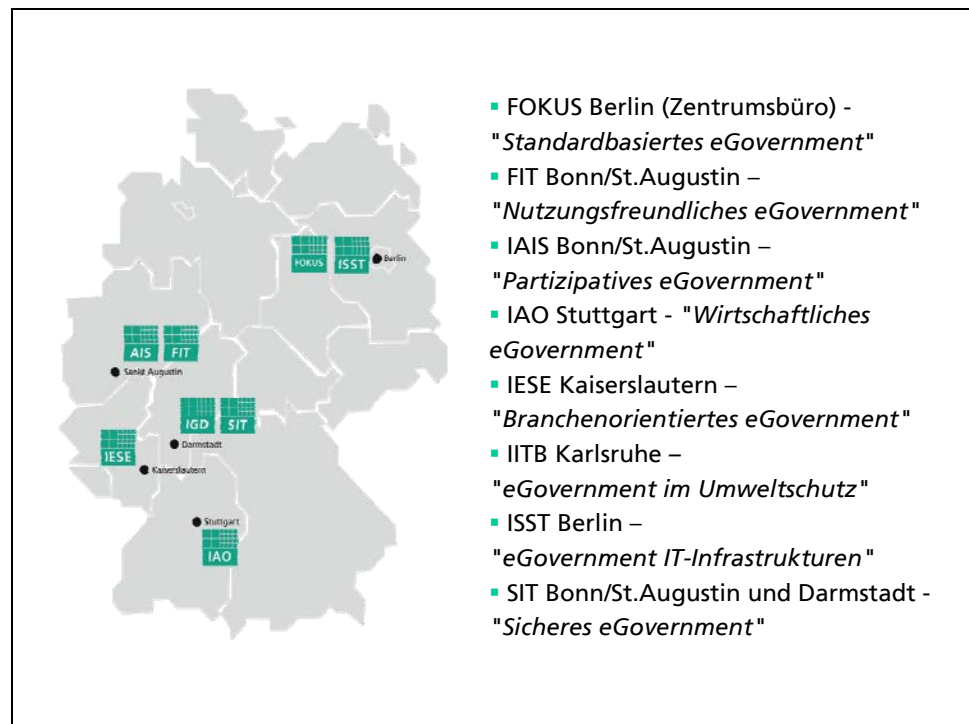 FOKUS
ISST
Berlin
AIS
FIT
Sankt Augustin
IGD
SIT
Darmstadt
IESE
Kaiserslautern
Stuttgart
IAO
▪ FOKUS Berlin (Zentrumsbüro) -
"Standardbasiertes eGovernment"
▪ FIT Bonn/St.Augustin –
"Nutzungsfreundliches eGovernment"
▪ IAIS Bonn/St.Augustin –
"Partizipatives eGovernment"
▪ IAO Stuttgart - "Wirtschaftliches
eGovernment"
▪ IESE Kaiserslautern –
"Branchenorientiertes eGovernment"
▪ IITB Karlsruhe –
"eGovernment im Umweltschutz"
▪ ISST Berlin –
"eGovernment IT-Infrastrukturen"
▪ SIT Bonn/St.Augustin und Darmstadt -
"Sicheres eGovernment"